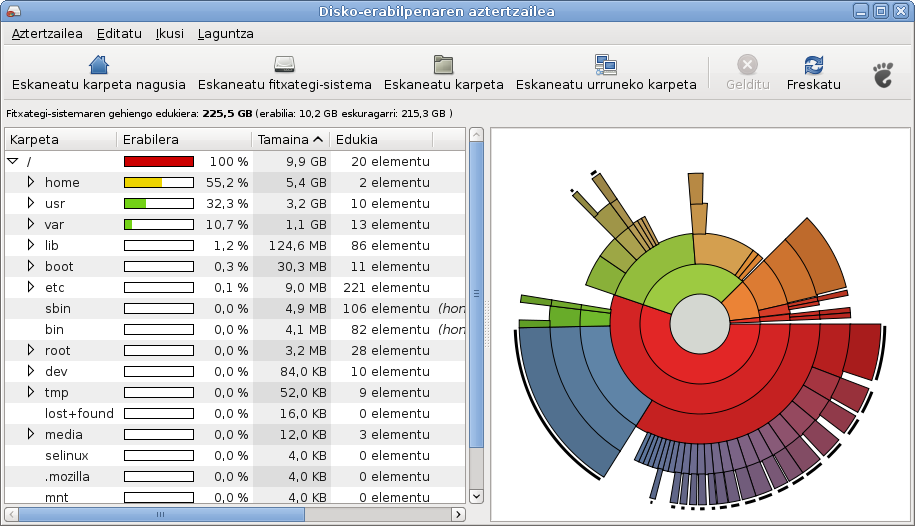 Disko-erabilpenaren aztertzailea
Aztertzailea Editatu Ikusi Laguntza
Eskaneatu karpeta nagusia Eskaneatu fitxategi-sistema Eskaneatu karpeta Eskaneatu urruneko karpeta Gelditu Freskatu
Fitxategi-sistemaren gehiengo edukiera: 225,5 GB (erabilia: 10,2 GB eskuragarri: 215,3 GB )
Karpeta Erabilera Tamaina Edukia
/ 100 % 9,9 GB 20 elementu
home 55,2 % 5,4 GB 2 elementu
usr 32,3 % 3,2 GB 10 elementu
var 10,7 % 1,1 GB 13 elementu
lib 1,2 % 124,6 MB 86 elementu
boot 0,3 % 30,3 MB 11 elementu
etc 0,1 % 9,0 MB 221 elementu
sbin 0,0 % 4,9 MB 106 elementu (hon
bin 0,0 % 4,1 MB 82 elementu (hon
root 0,0 % 3,2 MB 28 elementu
dev 0,0 % 84,0 KB 10 elementu
tmp 0,0 % 52,0 KB 9 elementu
lost+found 0,0 % 16,0 KB 0 elementu
media 0,0 % 12,0 KB 3 elementu
selinux 0,0 % 4,0 KB 0 elementu
.mozilla 0,0 % 4,0 KB 0 elementu
mnt 0,0 % 4,0 KB 0 elementu